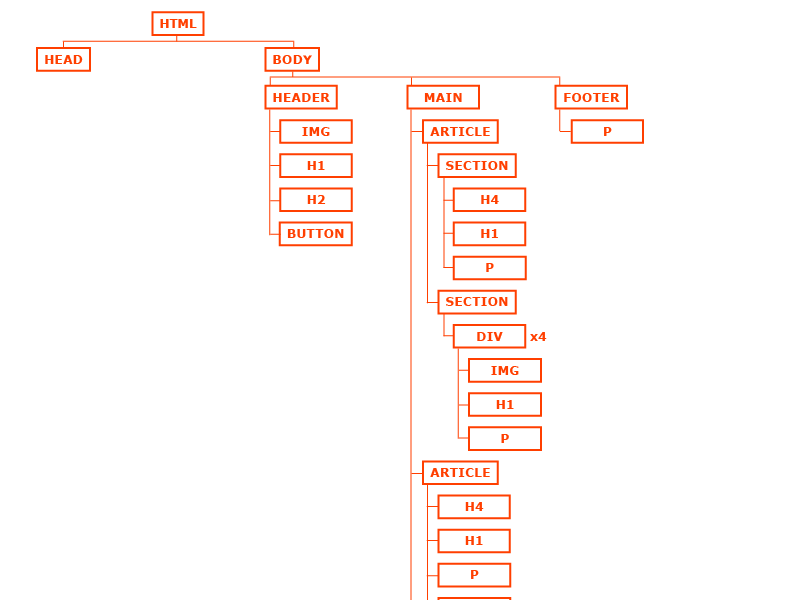 HTML
HEAD
BODY
HEADER
IMG
H1
H2
BUTTON
MAIN
ARTICLE
SECTION
H4
H1
P
SECTION
DIV x4
IMG
H1
P
ARTICLE
H4
H1
P
FOOTER
P